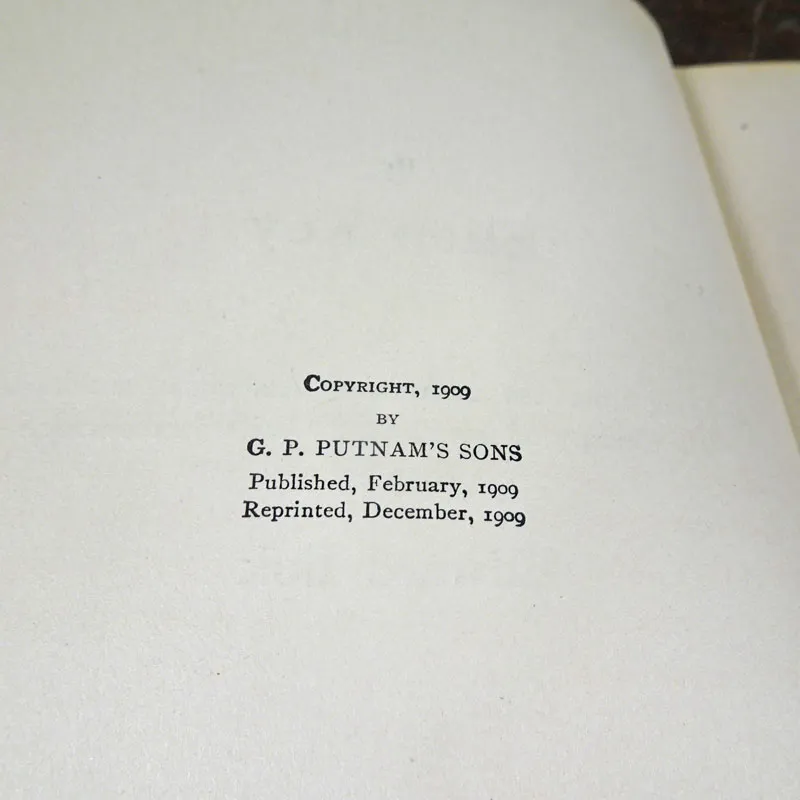 Copyright, 1909
BY
G. P. PUTNAM'S SONS
Published, February, 1909
Reprinted, December, 1909